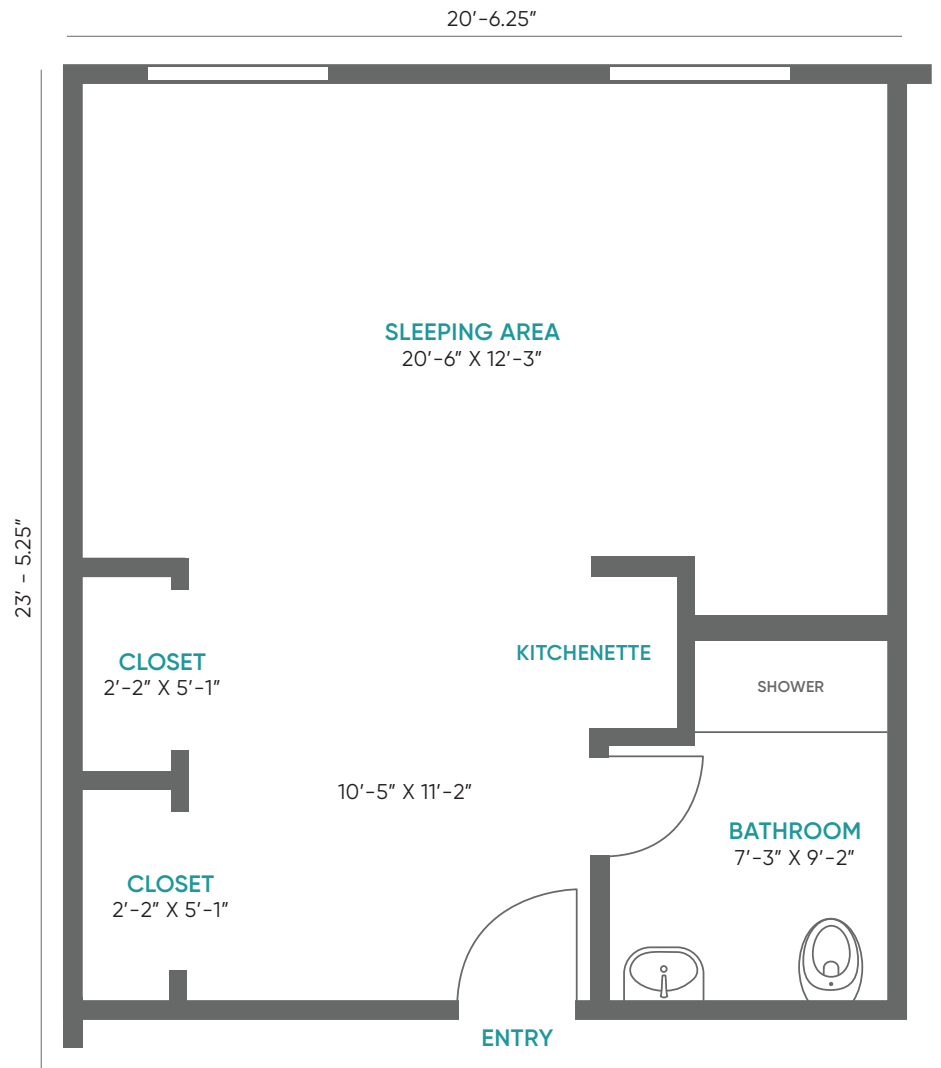 20′-6.25″
SLEEPING AREA
20′-6″ X 12′-3″
23′ - 5.25″
KITCHENETTE
CLOSET
2′-2″ X 5′-1″
SHOWER
10′-5″ X 11′-2″
BATHROOM
7′-3″ X 9′-2″
CLOSET
2′-2″ X 5′-1″
ENTRY